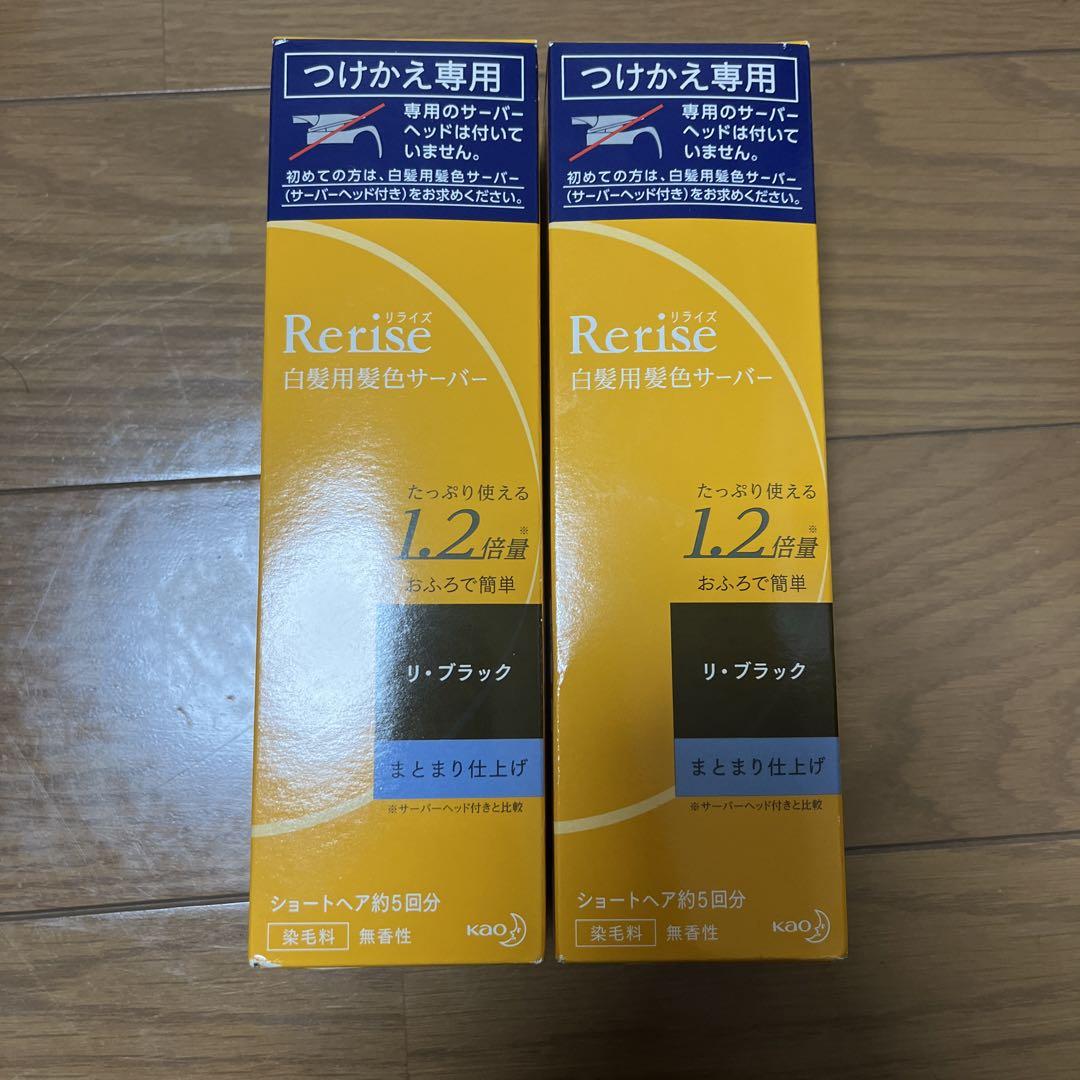 つけかえ専用
専用のサーバー
ヘッドは付いて
いません。
初めての方は、白髪用髪色サーバー
(サーバーヘッド付き)をお求めください。
リライズ
Rerise
白髪用髪色サーバー
たっぷり使える
1.2倍量※
おふろで簡単
リ・ブラック
まとまり仕上げ
※サーバーヘッド付きと比較
ショートヘア約5回分
染毛料 無香性
Kao
つけかえ専用
専用のサーバー
ヘッドは付いて
いません。
初めての方は、白髪用髪色サーバー
(サーバーヘッド付き)をお求めください。
リライズ
Rerise
白髪用髪色サーバー
たっぷり使える
1.2倍量※
おふろで簡単
リ・ブラック
まとまり仕上げ
※サーバーヘッド付きと比較
ショートヘア約5回分
染毛料 無香性
Kao